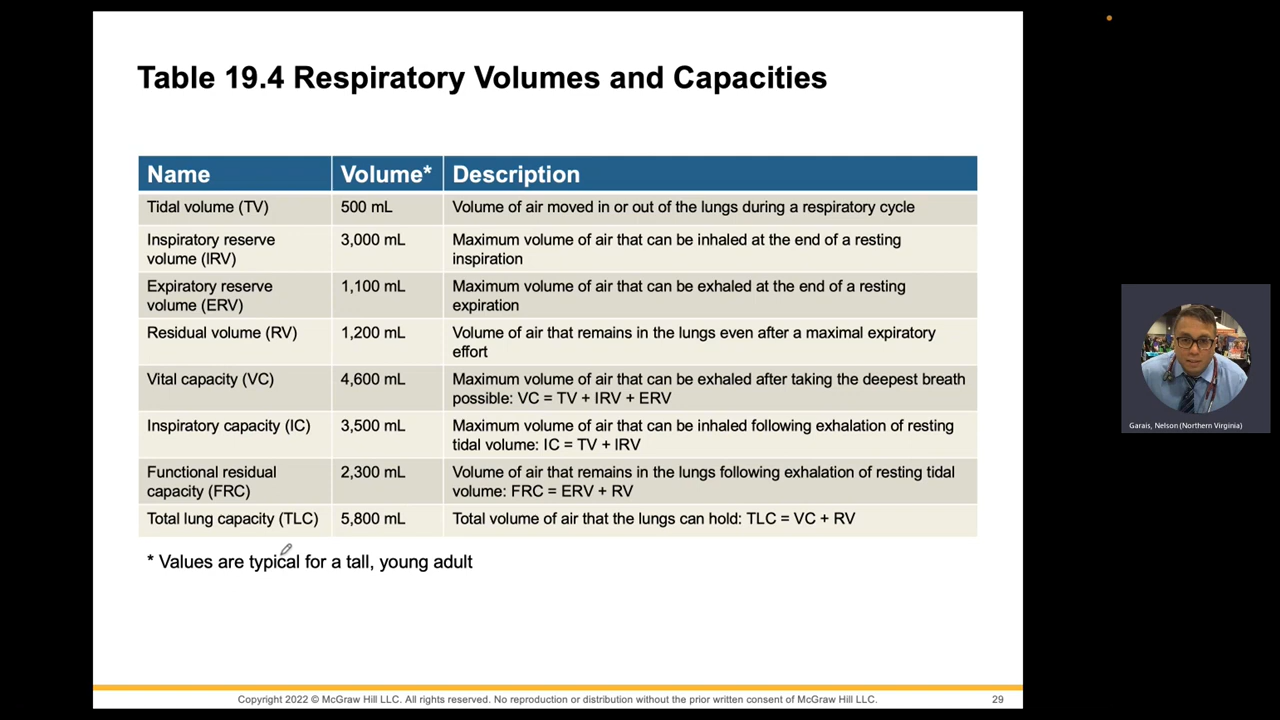 Table 19.4 Respiratory Volumes and Capacities
Name Volume* Description
Tidal volume (TV) 500 mL Volume of air moved in or out of the lungs during a respiratory cycle
Inspiratory reserve volume (IRV) 3,000 mL Maximum volume of air that can be inhaled at the end of a resting inspiration
Expiratory reserve volume (ERV) 1,100 mL Maximum volume of air that can be exhaled at the end of a resting expiration
Residual volume (RV) 1,200 mL Volume of air that remains in the lungs even after a maximal expiratory effort
Vital capacity (VC) 4,600 mL Maximum volume of air that can be exhaled after taking the deepest breath possible: VC = TV + IRV + ERV
Inspiratory capacity (IC) 3,500 mL Maximum volume of air that can be inhaled following exhalation of resting tidal volume: IC = TV + IRV
Functional residual capacity (FRC) 2,300 mL Volume of air that remains in the lungs following exhalation of resting tidal volume: FRC = ERV + RV
Total lung capacity (TLC) 5,800 mL Total volume of air that the lungs can hold: TLC = VC + RV
* Values are typical for a tall, young adult
Garais, Nelson (Northern Virginia)
Copyright 2022 © McGraw Hill LLC. All rights reserved. No reproduction or distribution without the prior written consent of McGraw Hill LLC.
29